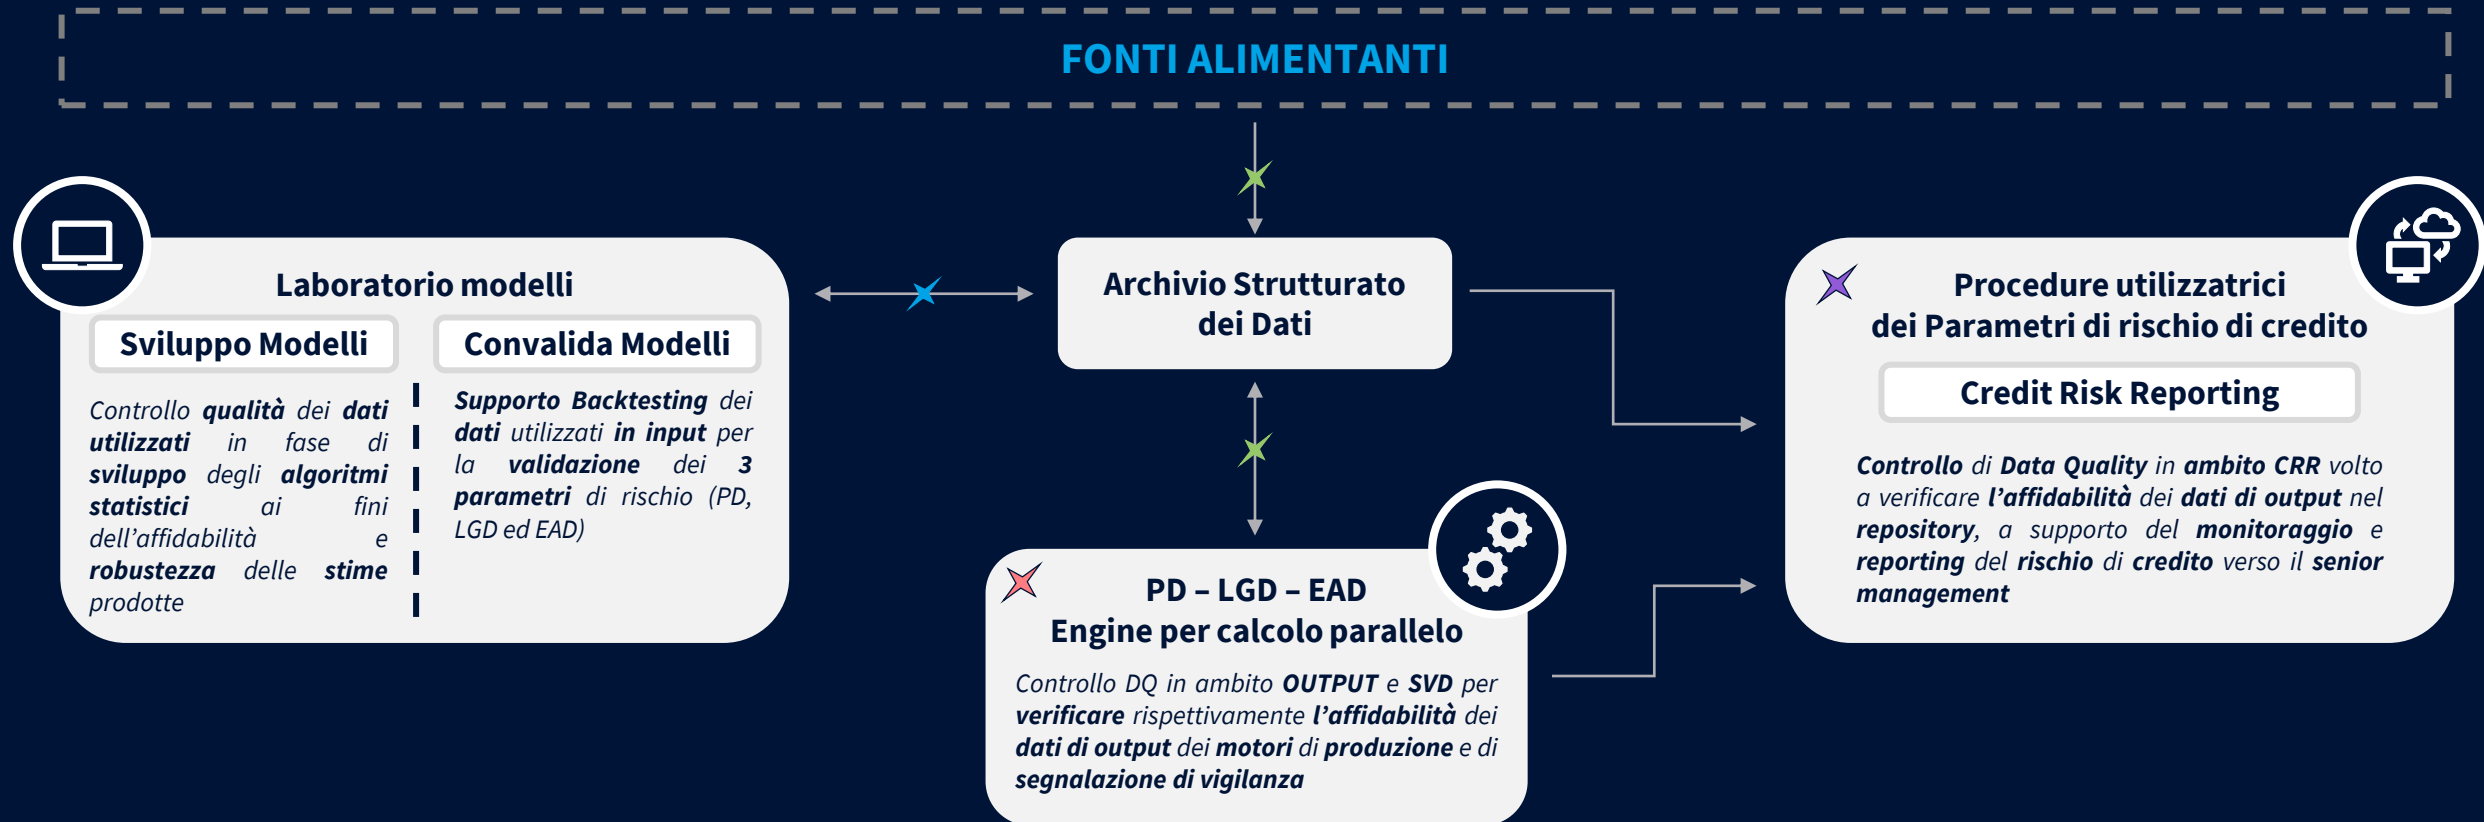 FONTI ALIMENTANTI
Laboratorio modelli
Sviluppo Modelli
Controllo qualità dei dati
utilizzati in fase di
sviluppo degli algoritmi
statistici ai fini
dell’affidabilità e
robustezza delle stime
prodotte
Convalida Modelli
Supporto Backtesting dei
dati utilizzati in input per
la validazione dei 3
parametri di rischio (PD,
LGD ed EAD)
Archivio Strutturato
dei Dati
PD – LGD – EAD
Engine per calcolo parallelo
Controllo DQ in ambito OUTPUT e SVD per
verificare rispettivamente l’affidabilità dei
dati di output dei motori di produzione e di
segnalazione di vigilanza
Procedure utilizzatrici
dei Parametri di rischio di credito
Credit Risk Reporting
Controllo di Data Quality in ambito CRR volto
a verificare l’affidabilità dei dati di output nel
repository, a supporto del monitoraggio e
reporting del rischio di credito verso il senior
management